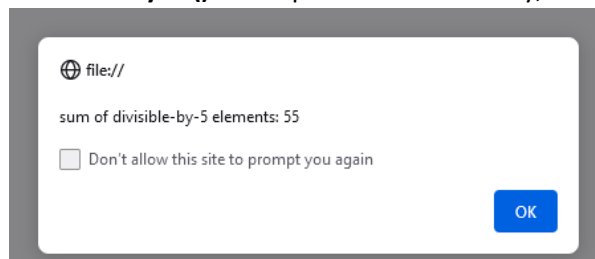 file://
sum of divisible-by-5 elements: 55
Don't allow this site to prompt you again
OK